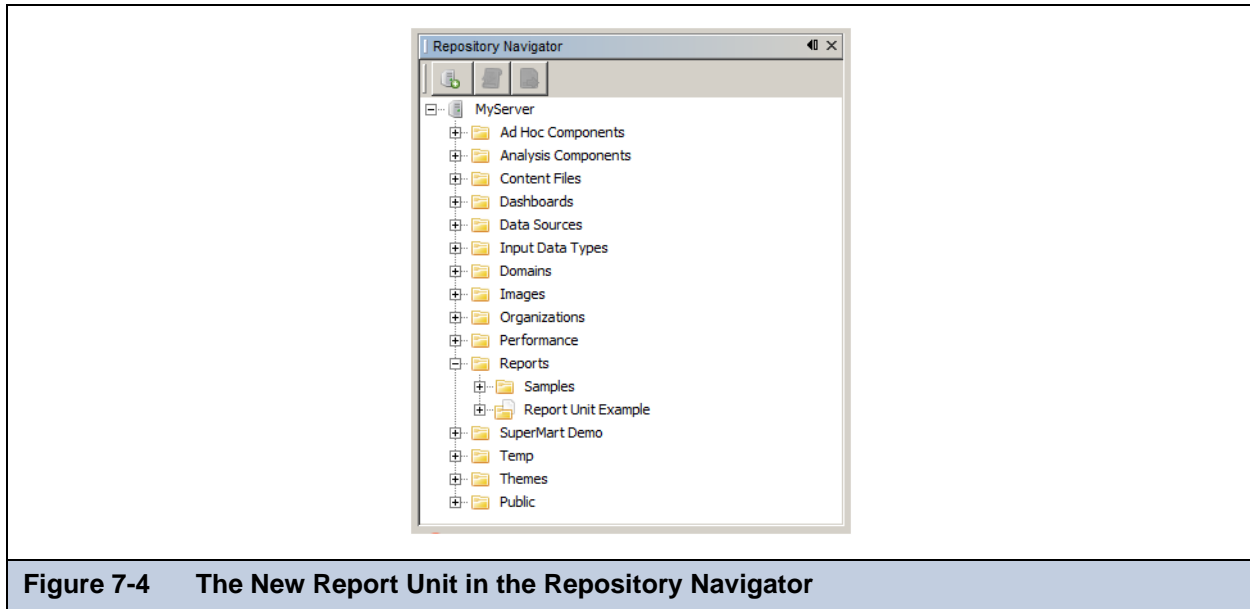 Repository Navigator
MyServer
Ad Hoc Components
Analysis Components
Content Files
Dashboards
Data Sources
Input Data Types
Domains
Images
Organizations
Performance
Reports
Samples
Report Unit Example
SuperMart Demo
Temp
Themes
Public
Figure 7-4 The New Report Unit in the Repository Navigator